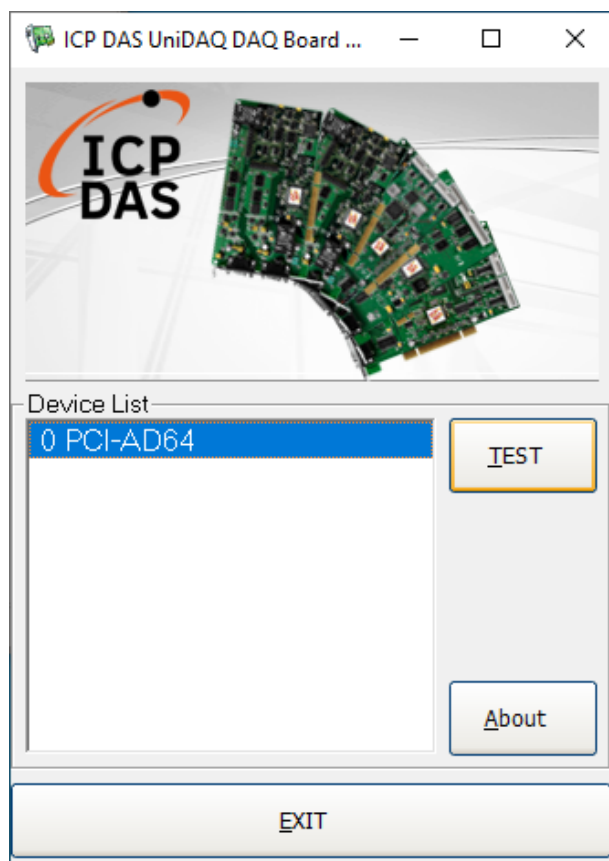 ICP DAS UniDAQ DAQ Board ...
ICP
DAS
Device List
0 PCI-AD64
TEST
About
EXIT